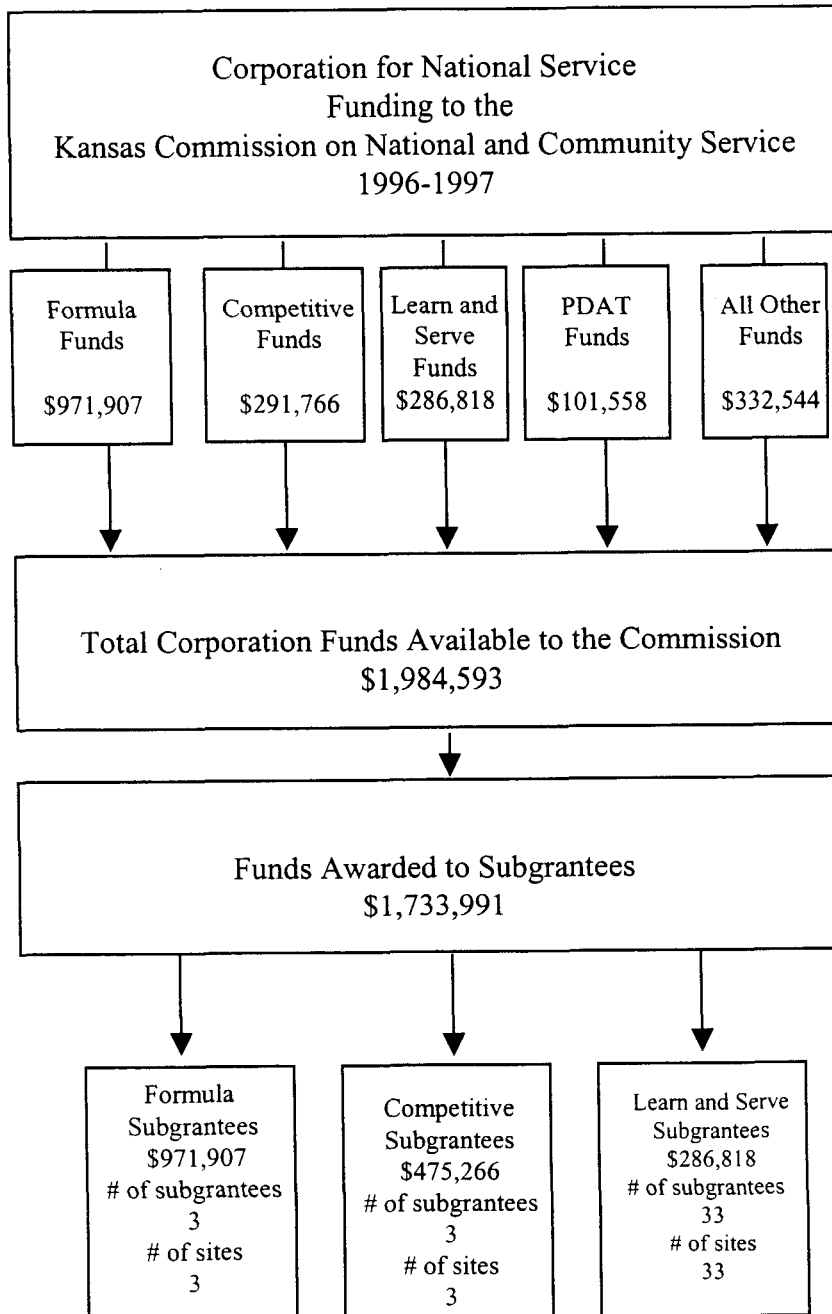 Corporation for National Service
Funding to the
Kansas Commission on National and Community Service
1996-1997
Formula
Funds
$971,907
Competitive
Funds
$291,766
Learn and
Serve
Funds
$286,818
PDAT
Funds
$101,558
All Other
Funds
$332,544
Total Corporation Funds Available to the Commission
$1,984,593
Funds Awarded to Subgrantees
$1,733,991
Formula
Subgrantees
$971,907
# of subgrantees
3
# of sites
3
Competitive
Subgrantees
$475,266
# of subgrantees
3
# of sites
3
Learn and Serve
Subgrantees
$286,818
# of subgrantees
33
# of sites
33